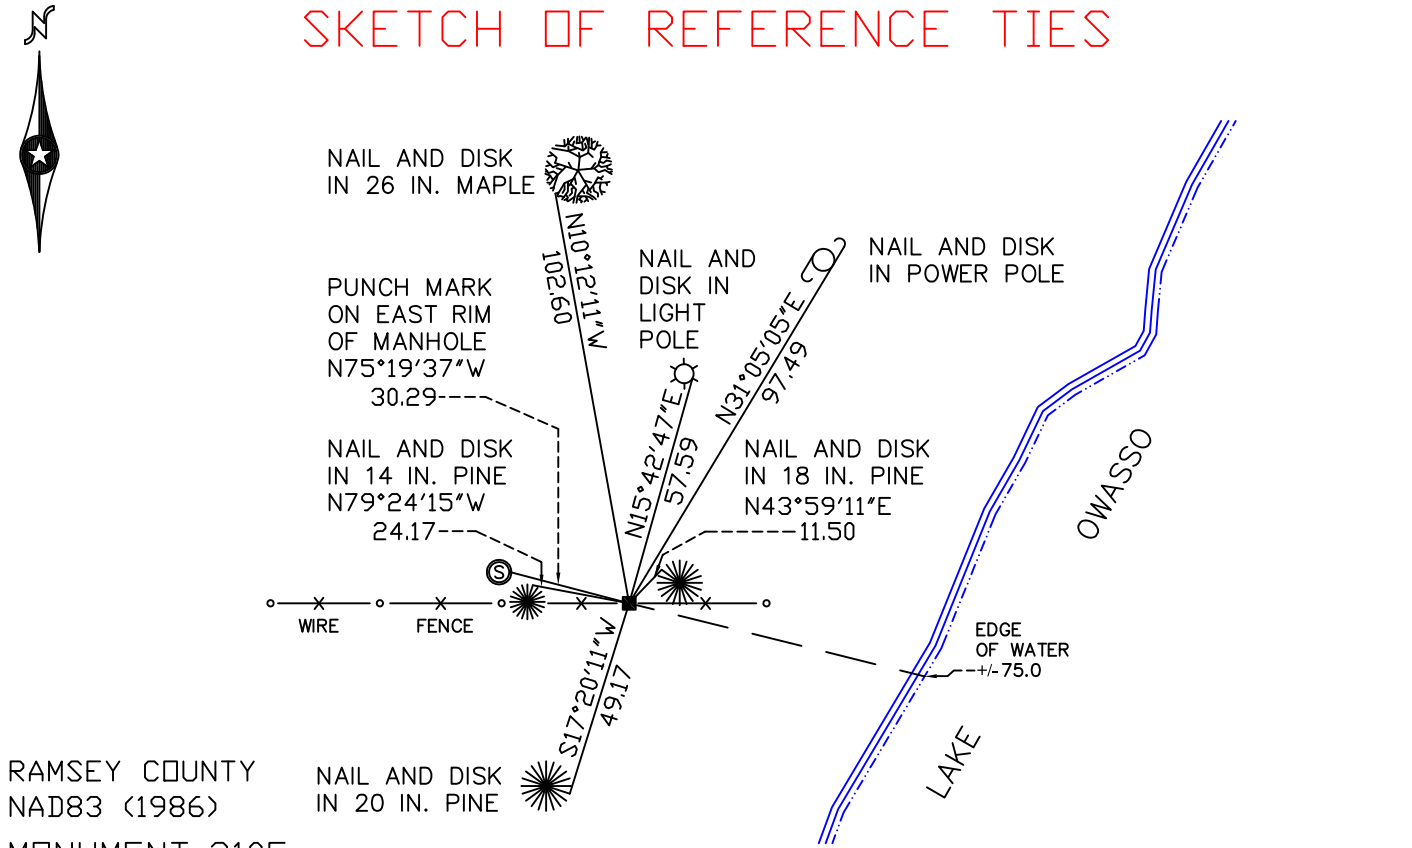 N
SKETCH OF REFERENCE TIES
NAIL AND DISK
IN 26 IN. MAPLE
N10°12'11"W
102.60
NAIL AND
DISK IN
LIGHT
POLE
N15°42'47"E
57.59
NAIL AND DISK
IN POWER POLE
N31°05'05"E
97.49
PUNCH MARK
ON EAST RIM
OF MANHOLE
N75°19'37"W
30.29
NAIL AND DISK
IN 14 IN. PINE
N79°24'15"W
24.17
NAIL AND DISK
IN 18 IN. PINE
N43°59'11"E
11.50
S
WIRE
FENCE
S17°20'11"W
49.17
EDGE
OF WATER
+/-75.0
LAKE
OWASSO
NAIL AND DISK
IN 20 IN. PINE
RAMSEY COUNTY
NAD83 (1986)
MONUMENT